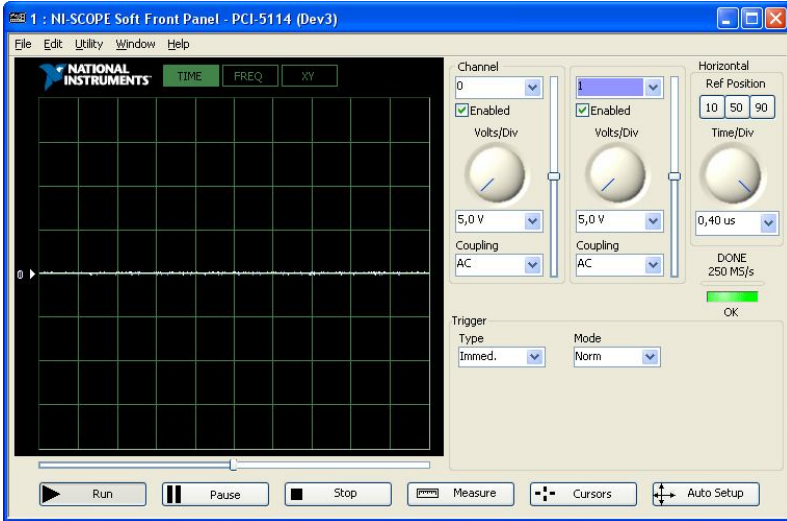 1 : NI-SCOPE Soft Front Panel - PCI-5114 (Dev3)
File Edit Utility Window Help
NATIONAL INSTRUMENTS
TIME FREQ XY
0
Channel
0
Enabled
Volts/Div
5,0 V
Coupling
AC
1
Enabled
Volts/Div
5,0 V
Coupling
AC
Horizontal
Ref Position
10 50 90
Time/Div
0,40 us
DONE
250 MS/s
OK
Trigger
Type
Immed.
Mode
Norm
Run Pause Stop Measure Cursors Auto Setup